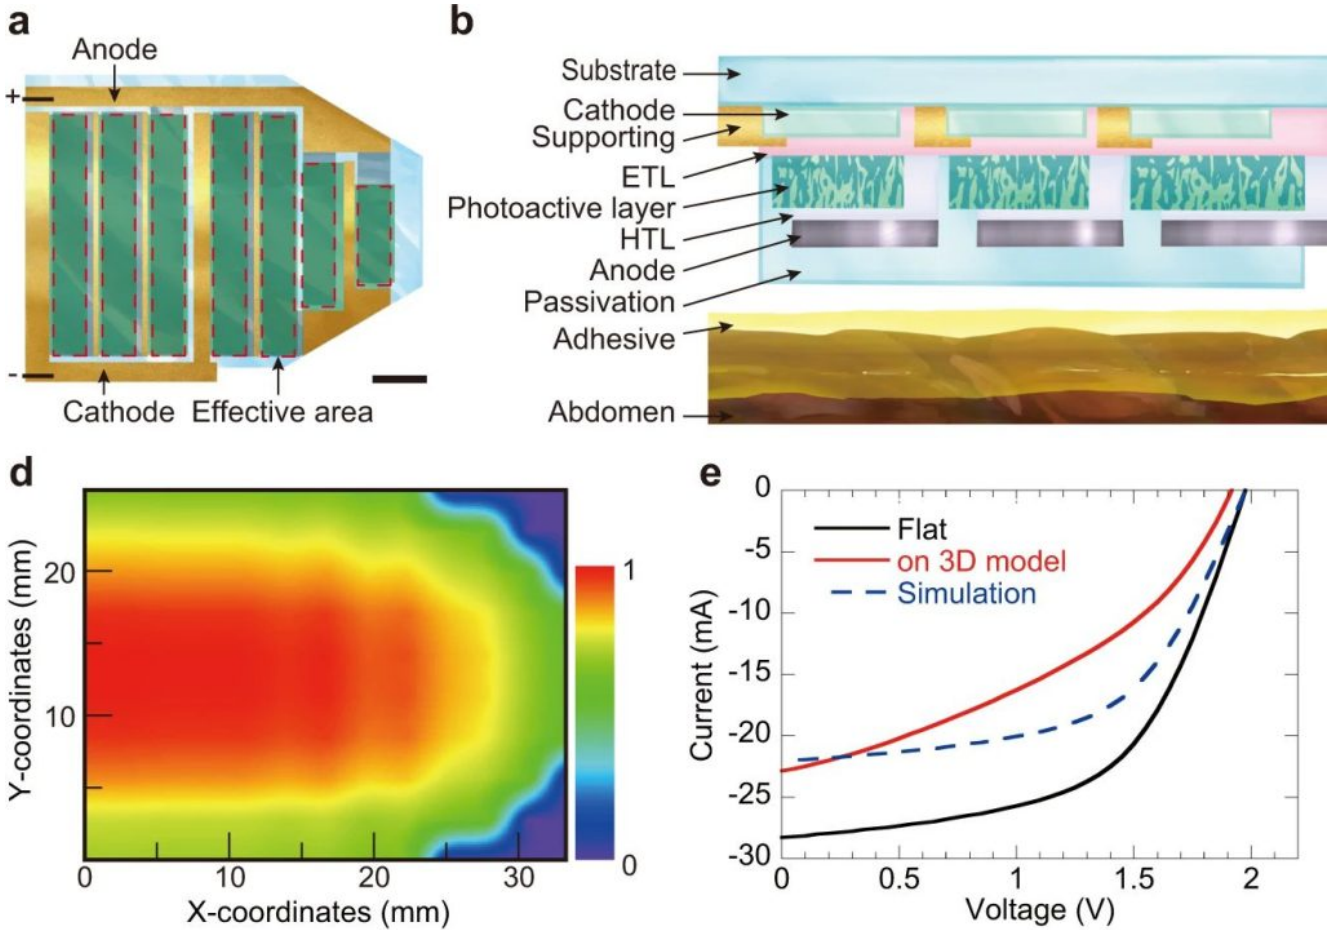 a
Anode
+
-
Cathode
Effective area
b
Substrate
Cathode
Supporting
ETL
Photoactive layer
HTL
Anode
Passivation
Adhesive
Abdomen
d
Y-coordinates (mm)
20
10
0
10
20
30
X-coordinates (mm)
1
0
e
Current (mA)
0
-5
-10
-15
-20
-25
-30
Flat
on 3D model
Simulation
0
0.5
1
1.5
2
Voltage (V)